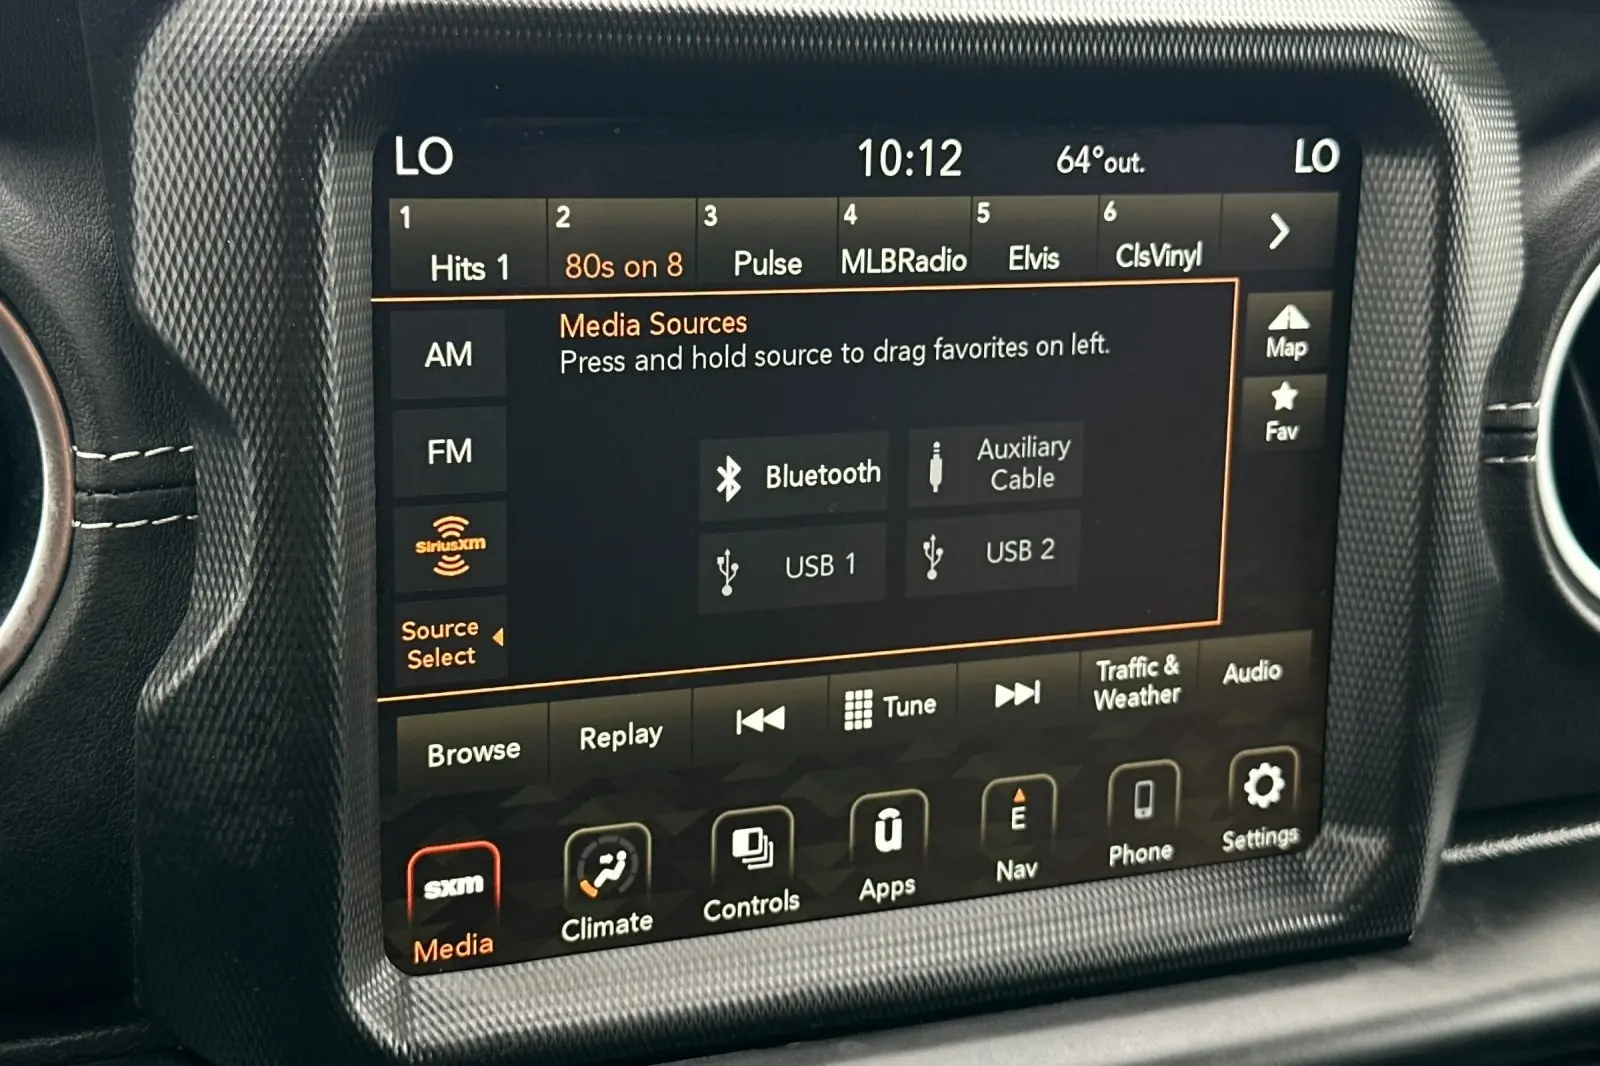 LO 10:12 64°out. LO
1 2 3 4 5 6
Hits 1 80s on 8 Pulse MLBRadio Elvis ClsVinyl
AM
FM
SiriusXm
Source
Select
Media Sources
Press and hold source to drag favorites on left.
Bluetooth
Auxiliary
Cable
USB 1
USB 2
Map
Fav
Browse
Replay
Tune
Traffic &
Weather
Audio
sxm
Media
Climate
Controls
Apps
E
Nav
Phone
Settings